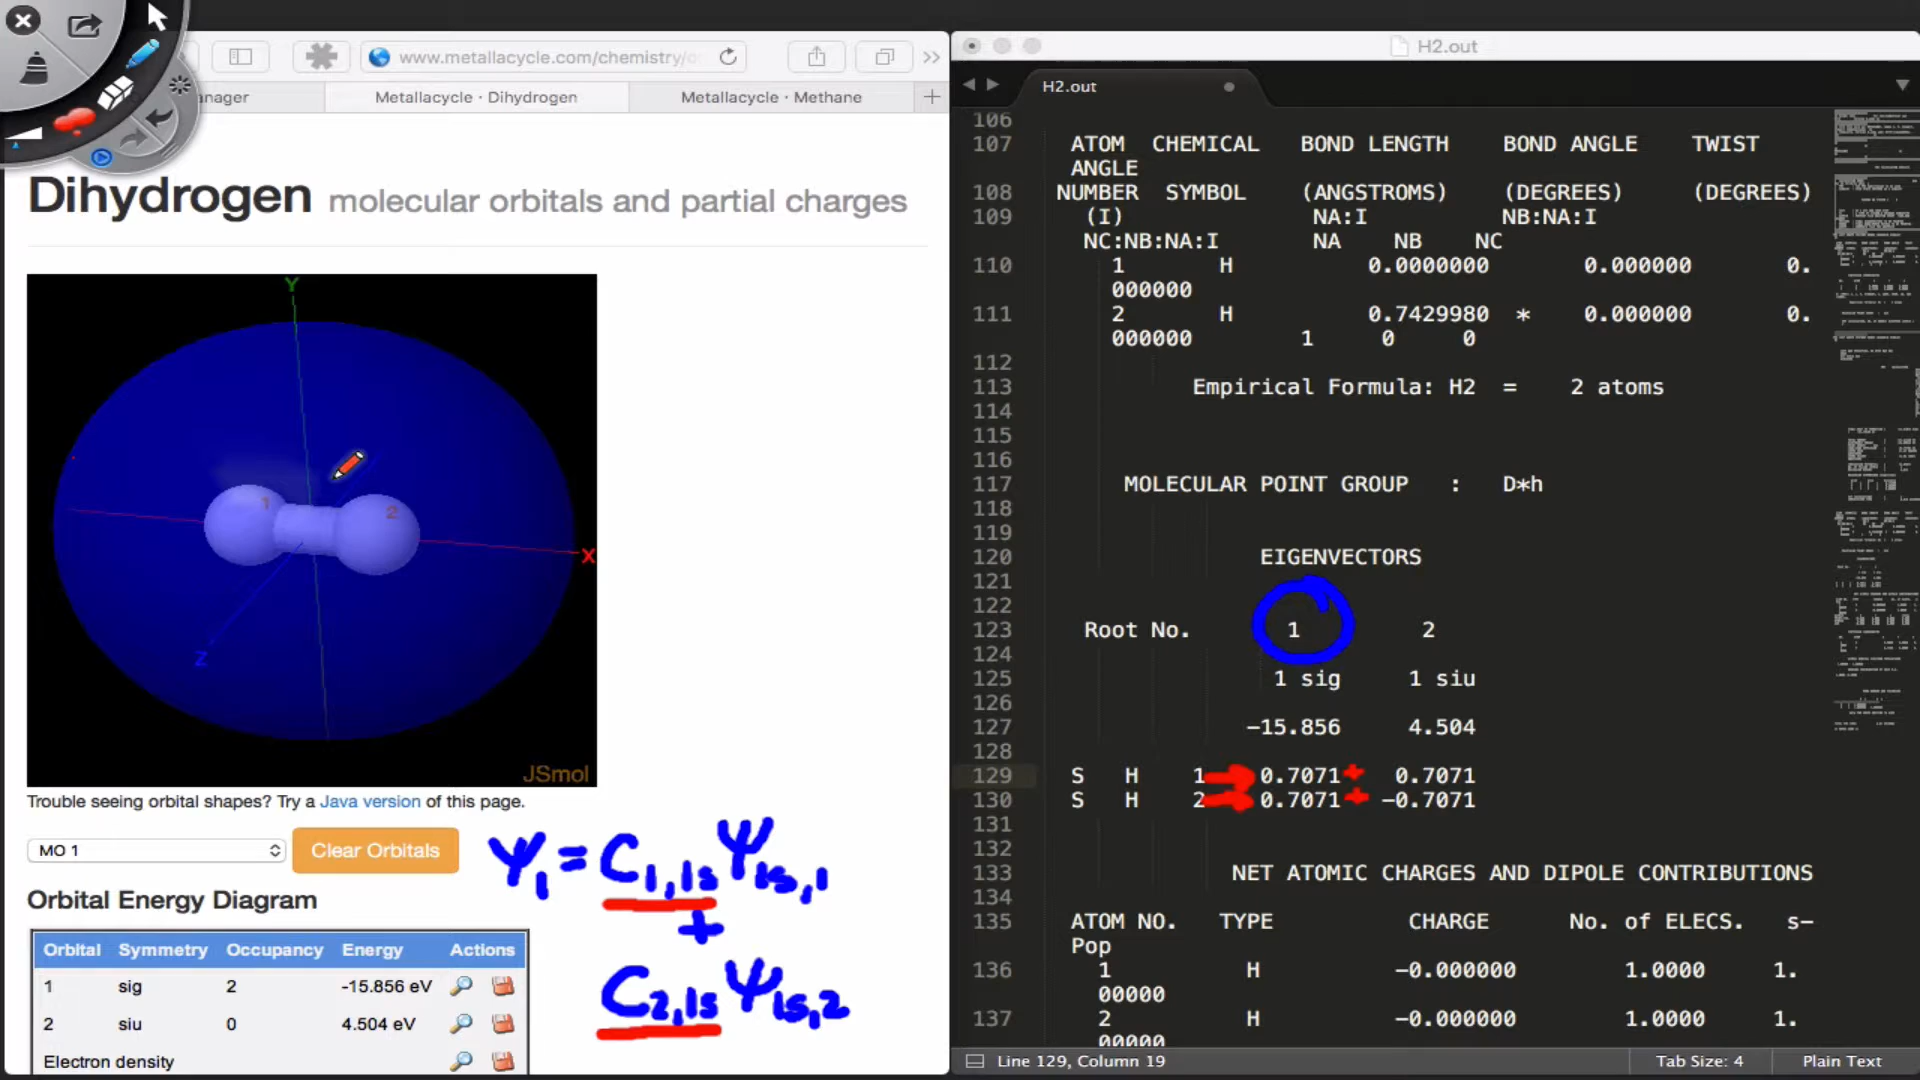 www.metallacycle.com/chemistry/o
anager
Metallacycle · Dihydrogen
Metallacycle · Methane
Dihydrogen molecular orbitals and partial charges
Y
1
2
X
Z
JSmol
Trouble seeing orbital shapes? Try a Java version of this page.
MO 1
Clear Orbitals
Orbital Energy Diagram
Orbital Symmetry Occupancy Energy Actions
1 sig 2 -15.856 eV
2 siu 0 4.504 eV
Electron density
Ψ1 = C1,1s Ψ1s,1
+
C2,1s Ψ1s,2
H2.out
H2.out
106
107 ATOM CHEMICAL BOND LENGTH BOND ANGLE TWIST
ANGLE
108 NUMBER SYMBOL (ANGSTROMS) (DEGREES) (DEGREES)
109 (I) NA:I NB:NA:I
NC:NB:NA:I NA NB NC
110 1 H 0.0000000 0.000000 0.
000000
111 2 H 0.7429980 * 0.000000 0.
000000 1 0 0
112
113 Empirical Formula: H2 = 2 atoms
114
115
116
117 MOLECULAR POINT GROUP : D*h
118
119
120 EIGENVECTORS
121
122
123 Root No. 1 2
124
125 1 sig 1 siu
126
127 -15.856 4.504
128
129 S H 1 0.7071 + 0.7071
130 S H 2 0.7071 + -0.7071
131
132
133 NET ATOMIC CHARGES AND DIPOLE CONTRIBUTIONS
134
135 ATOM NO. TYPE CHARGE No. of ELECS. s-
Pop
136 1 H -0.000000 1.0000 1.
00000
137 2 H -0.000000 1.0000 1.
00000
Line 129, Column 19
Tab Size: 4
Plain Text